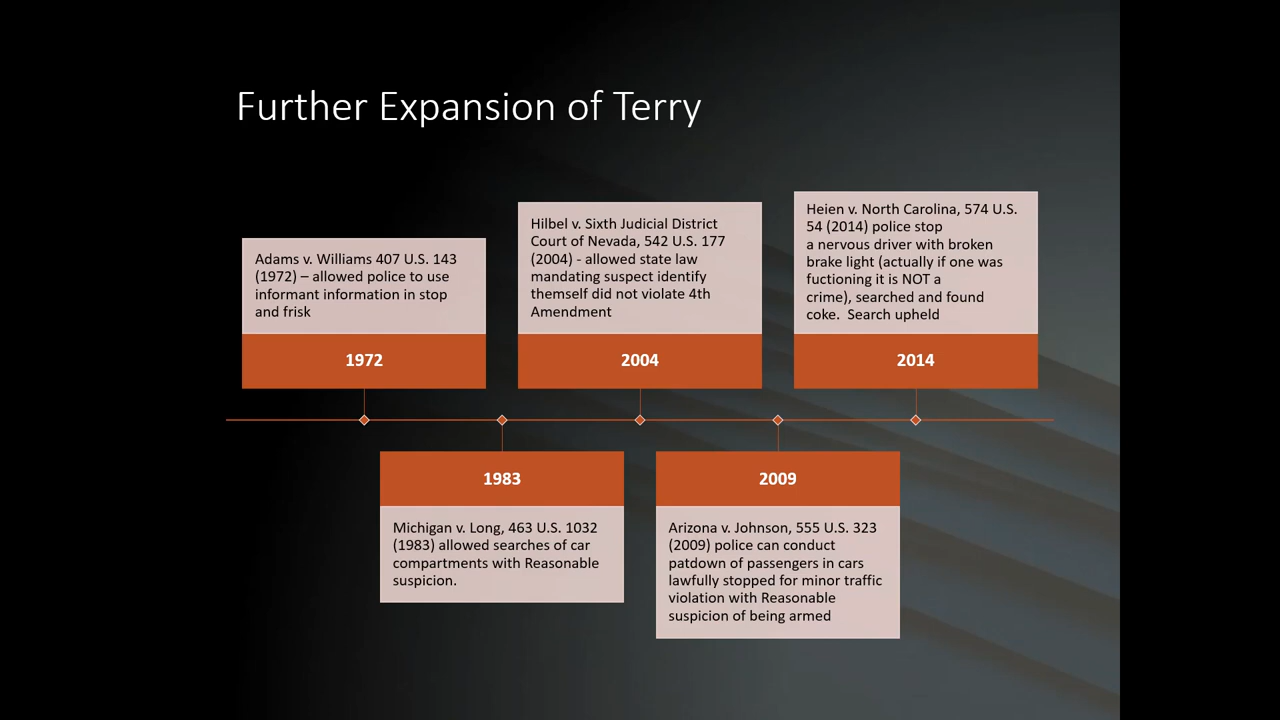 Further Expansion of Terry
Adams v. Williams 407 U.S. 143
(1972) – allowed police to use
informant information in stop
and frisk
1972
Michigan v. Long, 463 U.S. 1032
(1983) allowed searches of car
compartments with Reasonable
suspicion.
1983
Hilbel v. Sixth Judicial District
Court of Nevada, 542 U.S. 177
(2004) - allowed state law
mandating suspect identify
themself did not violate 4th
Amendment
2004
Arizona v. Johnson, 555 U.S. 323
(2009) police can conduct
patdown of passengers in cars
lawfully stopped for minor traffic
violation with Reasonable
suspicion of being armed
2009
Heien v. North Carolina, 574 U.S.
54 (2014) police stop
a nervous driver with broken
brake light (actually if one was
fuctioning it is NOT a
crime), searched and found
coke.  Search upheld
2014